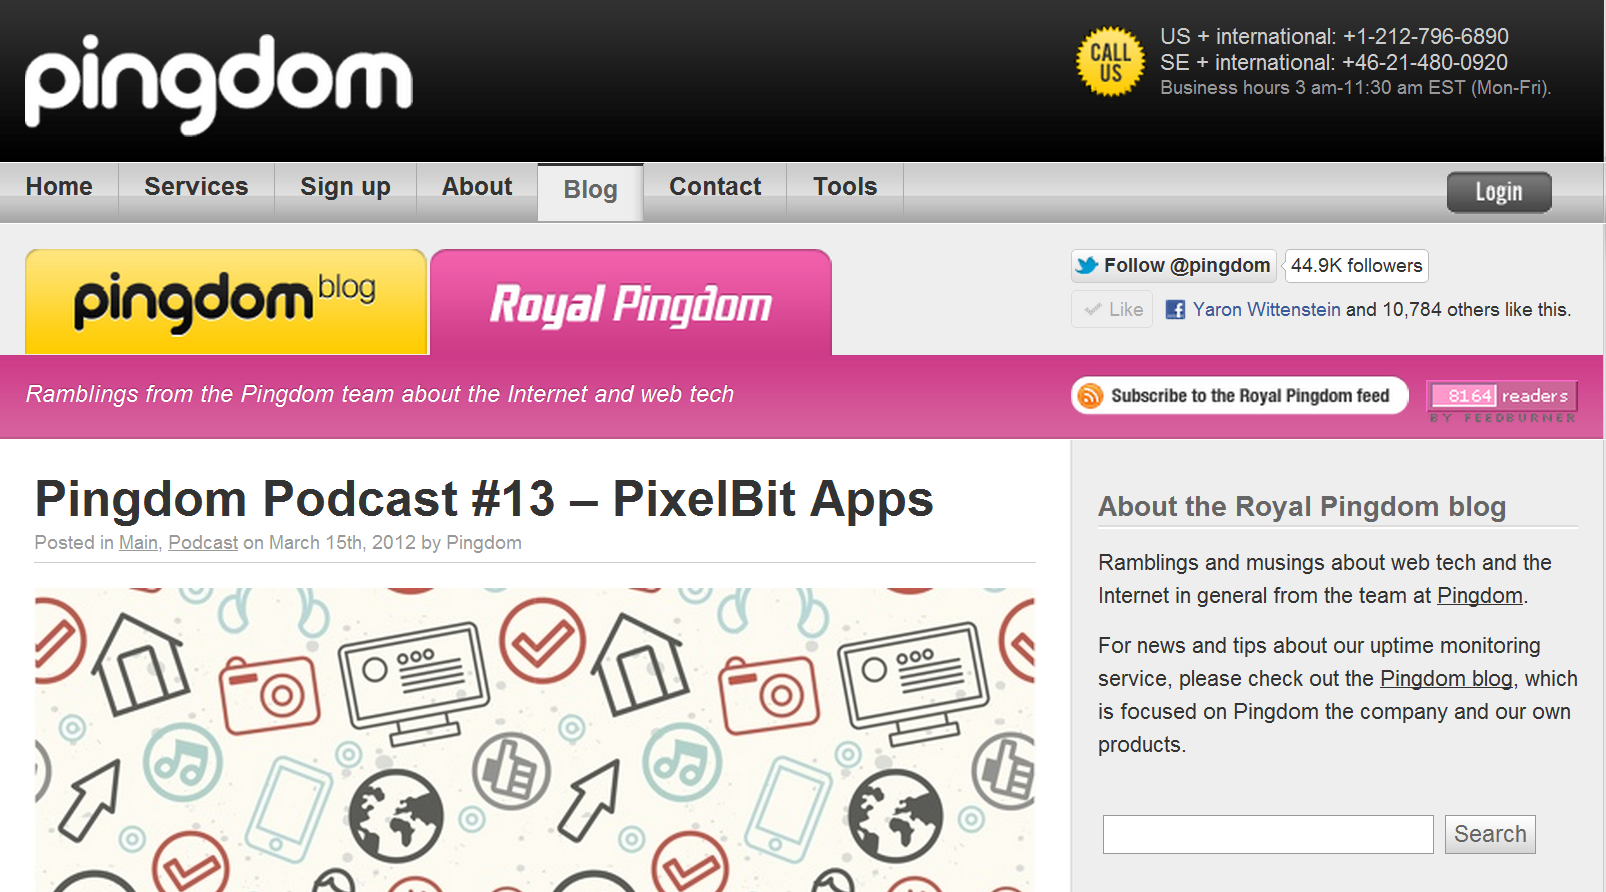 pingdom
CALL US
US + international: +1-212-796-6890
SE + international: +46-21-480-0920
Business hours 3 am-11:30 am EST (Mon-Fri).
Home Services Sign up About Blog Contact Tools Login
pingdom blog
Royal Pingdom
Follow @pingdom 44.9K followers
Like Yaron Wittenstein and 10,784 others like this.
Ramblings from the Pingdom team about the Internet and web tech
Subscribe to the Royal Pingdom feed
8164 readers
BY FEEDBURNER
Pingdom Podcast #13 – PixelBit Apps
Posted in Main, Podcast on March 15th, 2012 by Pingdom
About the Royal Pingdom blog
Ramblings and musings about web tech and the
Internet in general from the team at Pingdom.
For news and tips about our uptime monitoring
service, please check out the Pingdom blog, which
is focused on Pingdom the company and our own
products.
Search